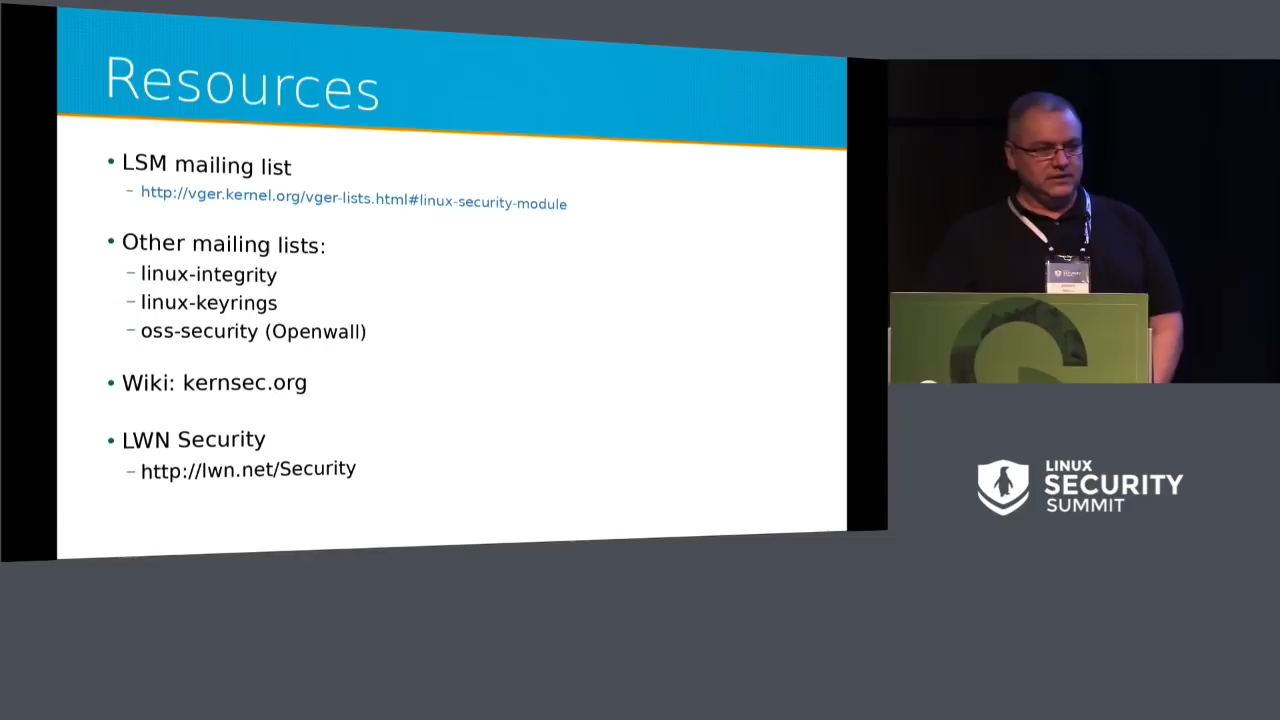 Resources
• LSM mailing list
– http://vger.kernel.org/vger-lists.html#linux-security-module
• Other mailing lists:
– linux-integrity
– linux-keyrings
– oss-security (Openwall)
• Wiki: kernsec.org
• LWN Security
– http://lwn.net/Security
LINUX
SECURITY
SUMMIT